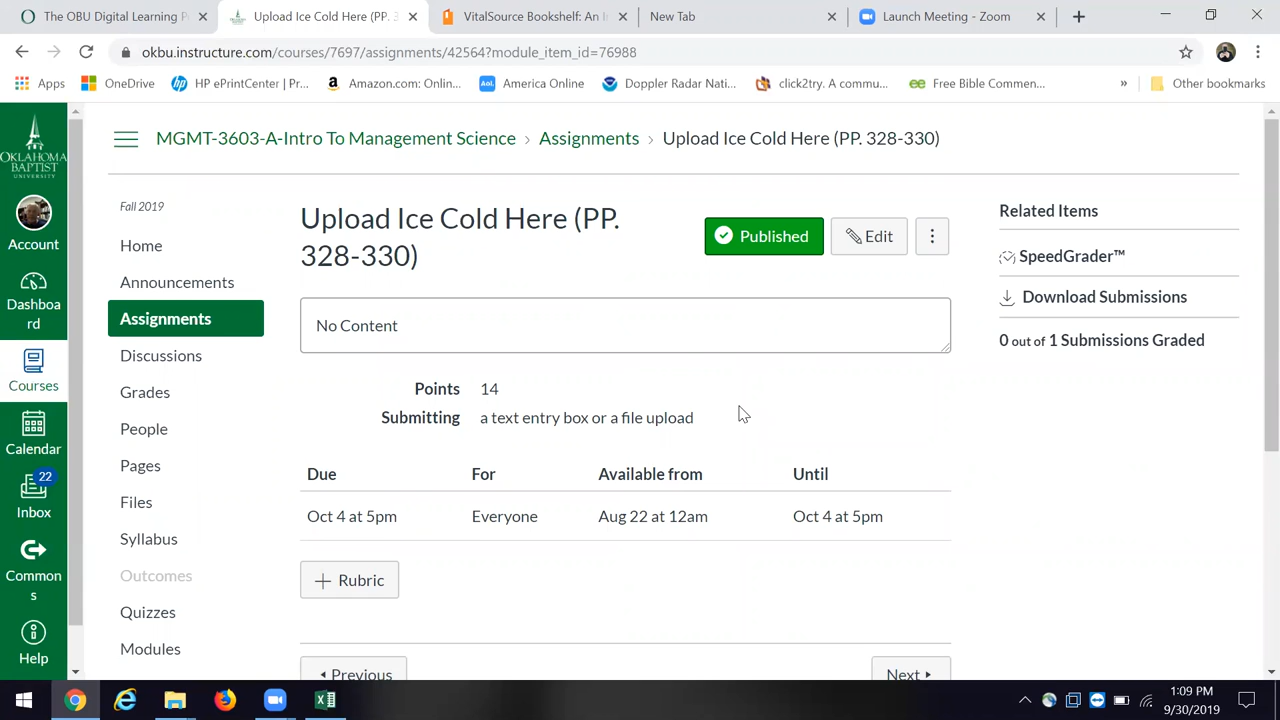 The OBU Digital Learning P
Upload Ice Cold Here (PP. 3
VitalSource Bookshelf: An In
New Tab
Launch Meeting - Zoom
okbu.instructure.com/courses/7697/assignments/42564?module_item_id=76988
Apps
OneDrive
HP ePrintCenter | Pr...
Amazon.com: Onlin...
America Online
Doppler Radar Nati...
click2try. A commu...
Free Bible Commen...
»
Other bookmarks
OKLAHOMA
BAPTIST
UNIVERSITY
MGMT-3603-A-Intro To Management Science › Assignments › Upload Ice Cold Here (PP. 328-330)
Account
Dashboa
rd
Courses
Calendar
22
Inbox
Common
s
Help
Fall 2019
Home
Announcements
Assignments
Discussions
Grades
People
Pages
Files
Syllabus
Outcomes
Quizzes
Modules
Upload Ice Cold Here (PP.
328-330)
Published
Edit
No Content
Points 14
Submitting a text entry box or a file upload
Due For Available from Until
Oct 4 at 5pm Everyone Aug 22 at 12am Oct 4 at 5pm
+ Rubric
Previous
Next
Related Items
SpeedGrader™
Download Submissions
0 out of 1 Submissions Graded
1:09 PM
9/30/2019